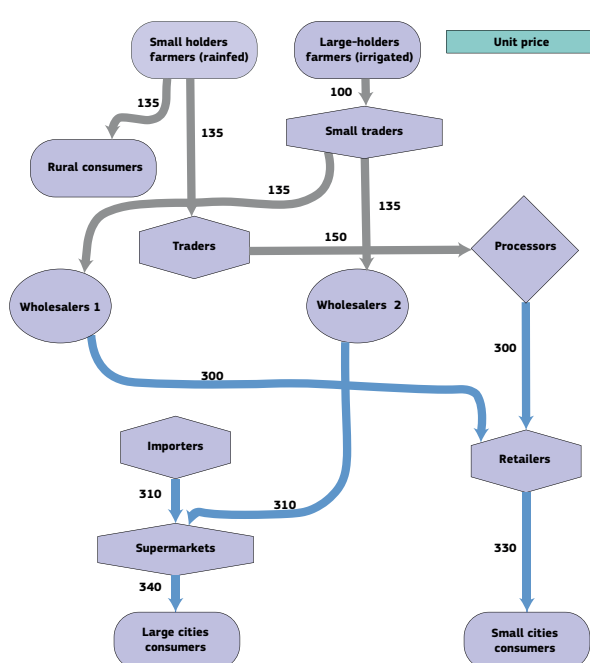 Small holders
farmers (rainfed)
Large-holders
farmers (irrigated)
Unit price
100
135
Small traders
135
Rural consumers
135
135
150
Traders
Processors
Wholesalers 1
Wholesalers 2
300
300
Importers
Retailers
310
310
Supermarkets
330
340
Large cities
consumers
Small cities
consumers